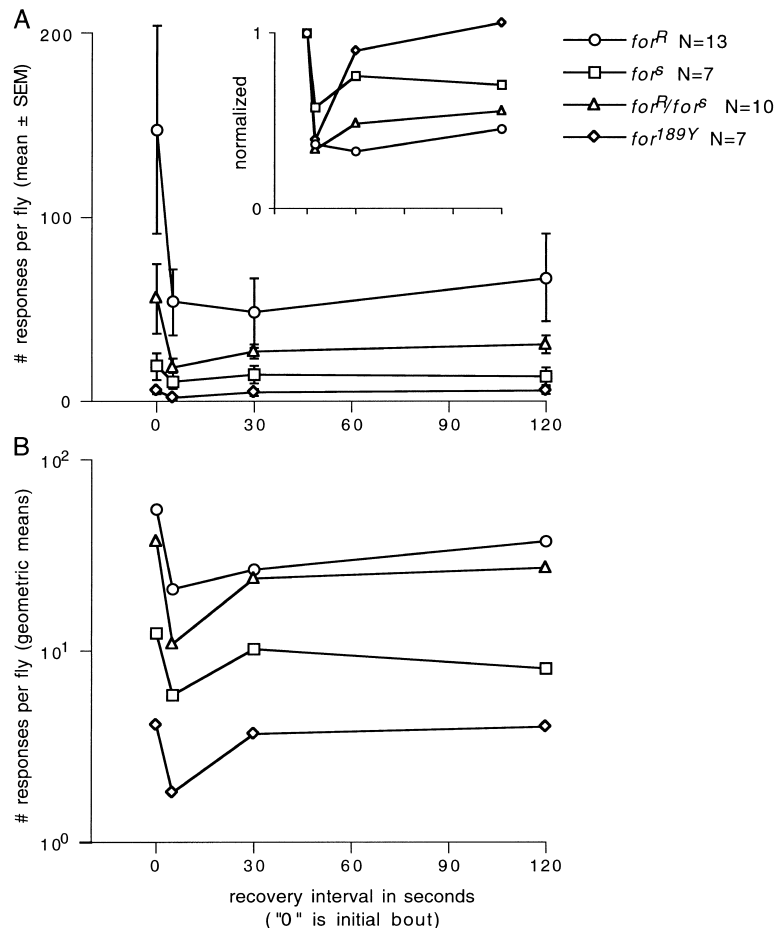 A
200
100
0
# responses per fly (mean ± SEM)
0 30 60 90 120
1
0.5
0
normalized
for^R N=13
for^s N=7
for^R/for^s N=10
for^189Y N=7
B
10^2
10^1
10^0
# responses per fly (geometric means)
0 30 60 90 120
recovery interval in seconds
("0" is initial bout)